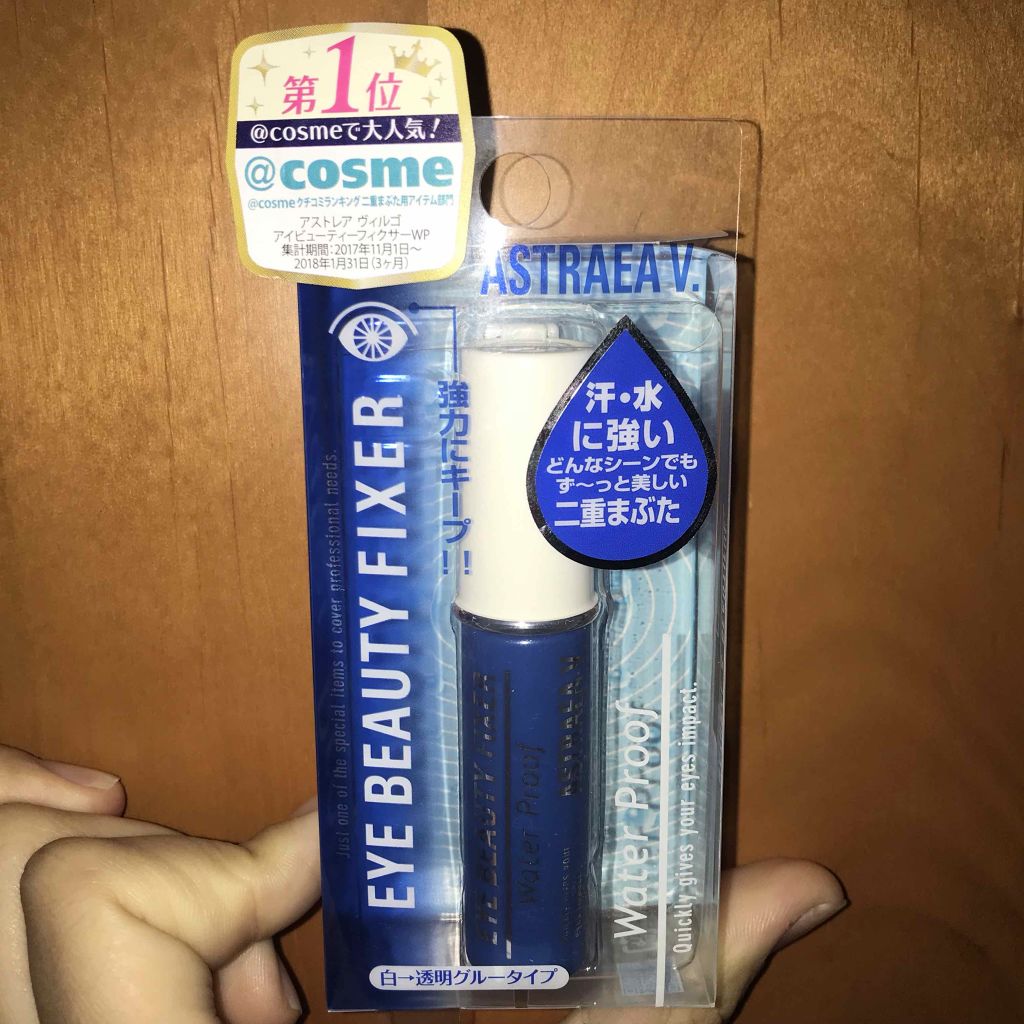 第1位
@cosmeで大人気!
@cosme
@cosmeクチコミランキング二重まぶた用アイテム部門
アストレア ヴィルゴ
アイビューティーフィクサーWP
集計期間:2017年11月1日〜
2018年1月31日(3ヶ月)
ASTRAEA V.
強力にキープ!!
汗・水
に強い
どんなシーンでも
ず〜っと美しい
二重まぶた
Just one of the special items to cover professional needs.
EYE BEAUTY FIXER
EYE BEAUTY FIXER
Water Proof
ASTRAEA.V
Water Proof
Quickly gives your eyes impact.
白→透明グルータイプ